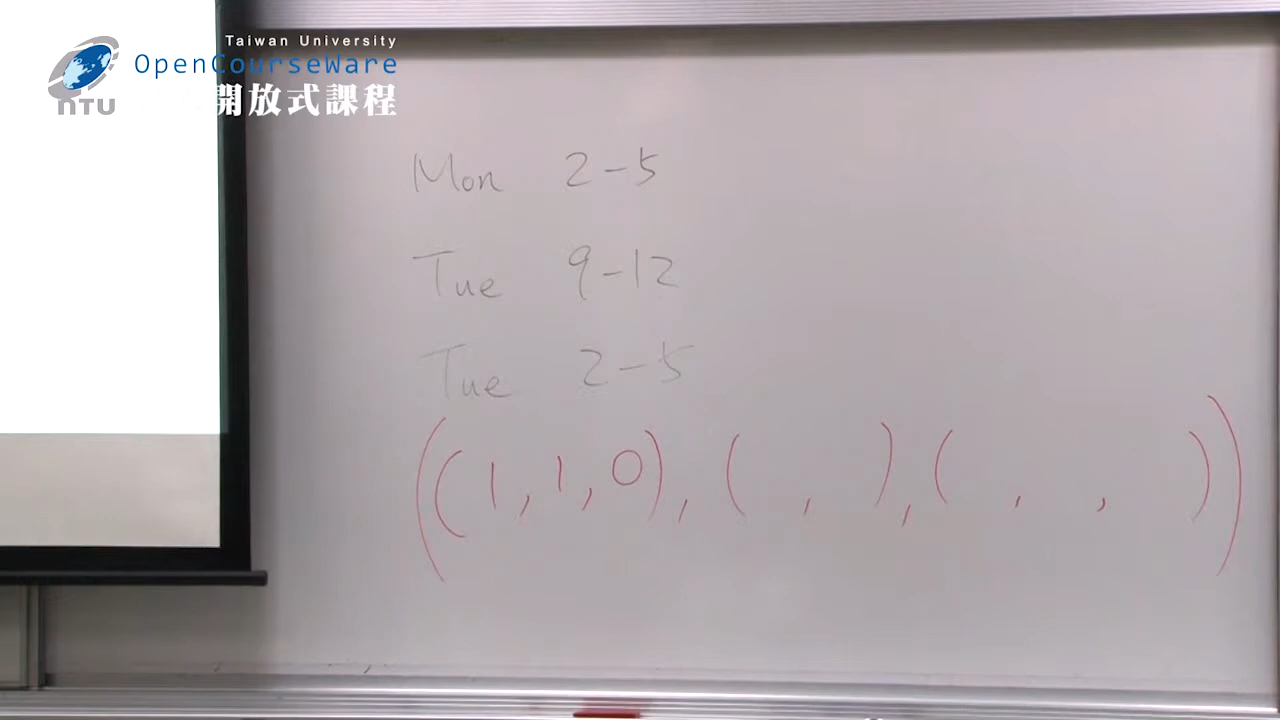 Taiwan University
OpenCourseWare
開放式課程
NTU
Mon 2-5
Tue 9-12
Tue 2-5
((1,1,0),( , ),( , , ))